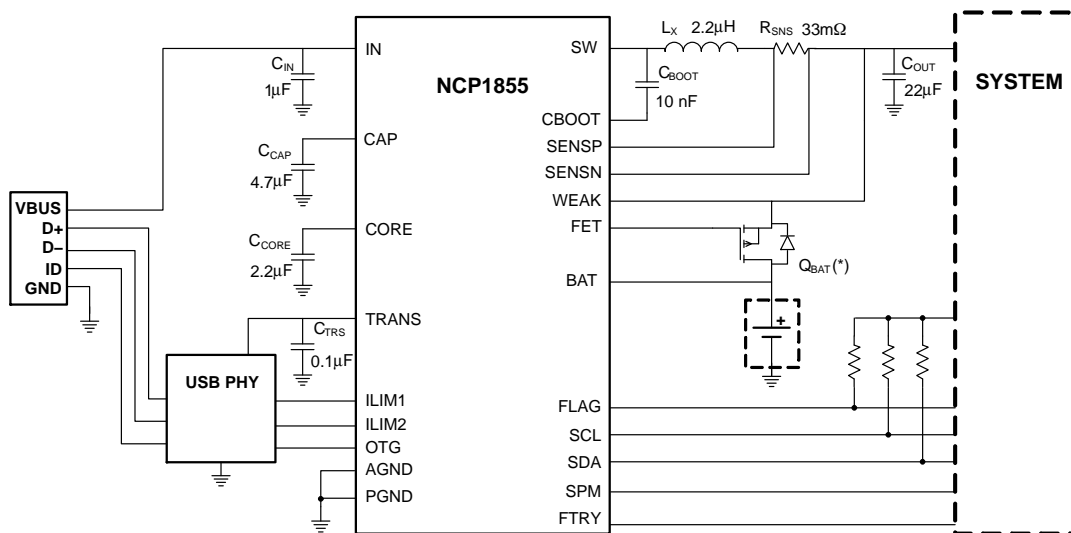 NCP1855
IN
CAP
CORE
TRANS
ILIM1
ILIM2
OTG
AGND
PGND
SW
CBOOT
SENSP
SENSN
WEAK
FET
BAT
FLAG
SCL
SDA
SPM
FTRY
C_IN
1µF
C_CAP
4.7µF
C_CORE
2.2µF
C_TRS
0.1µF
VBUS
D+
D–
ID
GND
USB PHY
L_X 2.2µH
R_SNS 33mΩ
C_BOOT
10 nF
C_OUT
22µF
Q_BAT(*)
+
SYSTEM